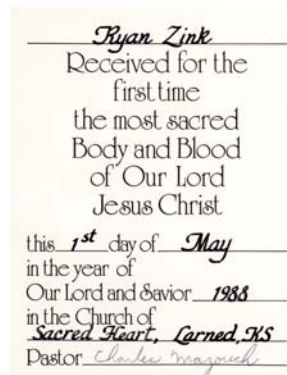 Ryan Zink
Received for the
first time
the most sacred
Body and Blood
of Our Lord
Jesus Christ
this 1st day of May
in the year of
Our Lord and Savior 1988
in the Church of
Sacred Heart, Larned, KS
Pastor Charles